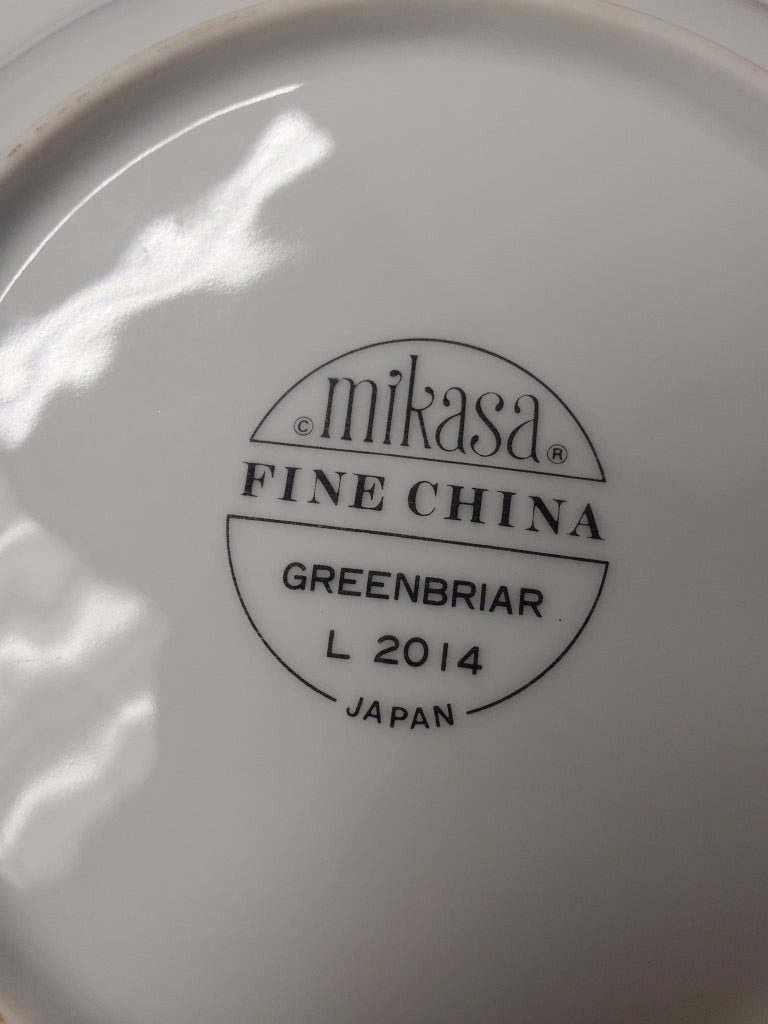 © mikasa ®
FINE CHINA
GREENBRIAR
L 2014
JAPAN